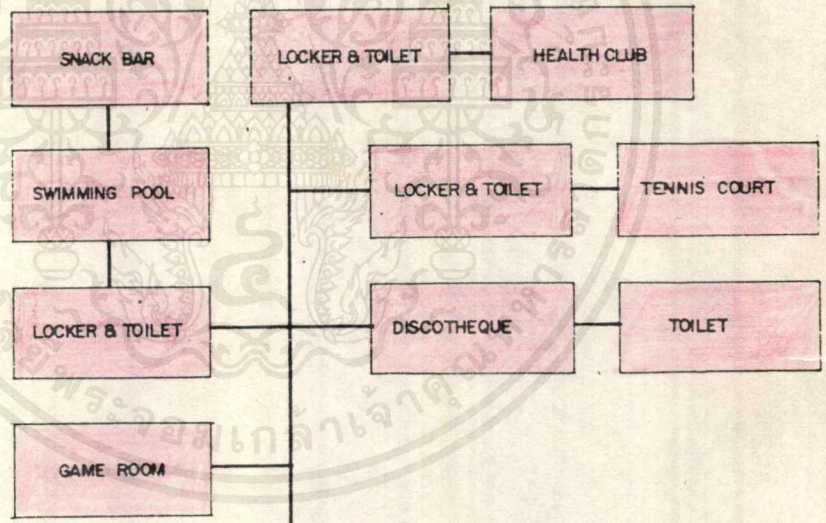 SNACK BAR
LOCKER & TOILET
HEALTH CLUB
SWIMMING POOL
LOCKER & TOILET
TENNIS COURT
LOCKER & TOILET
DISCOTHEQUE
TOILET
GAME ROOM